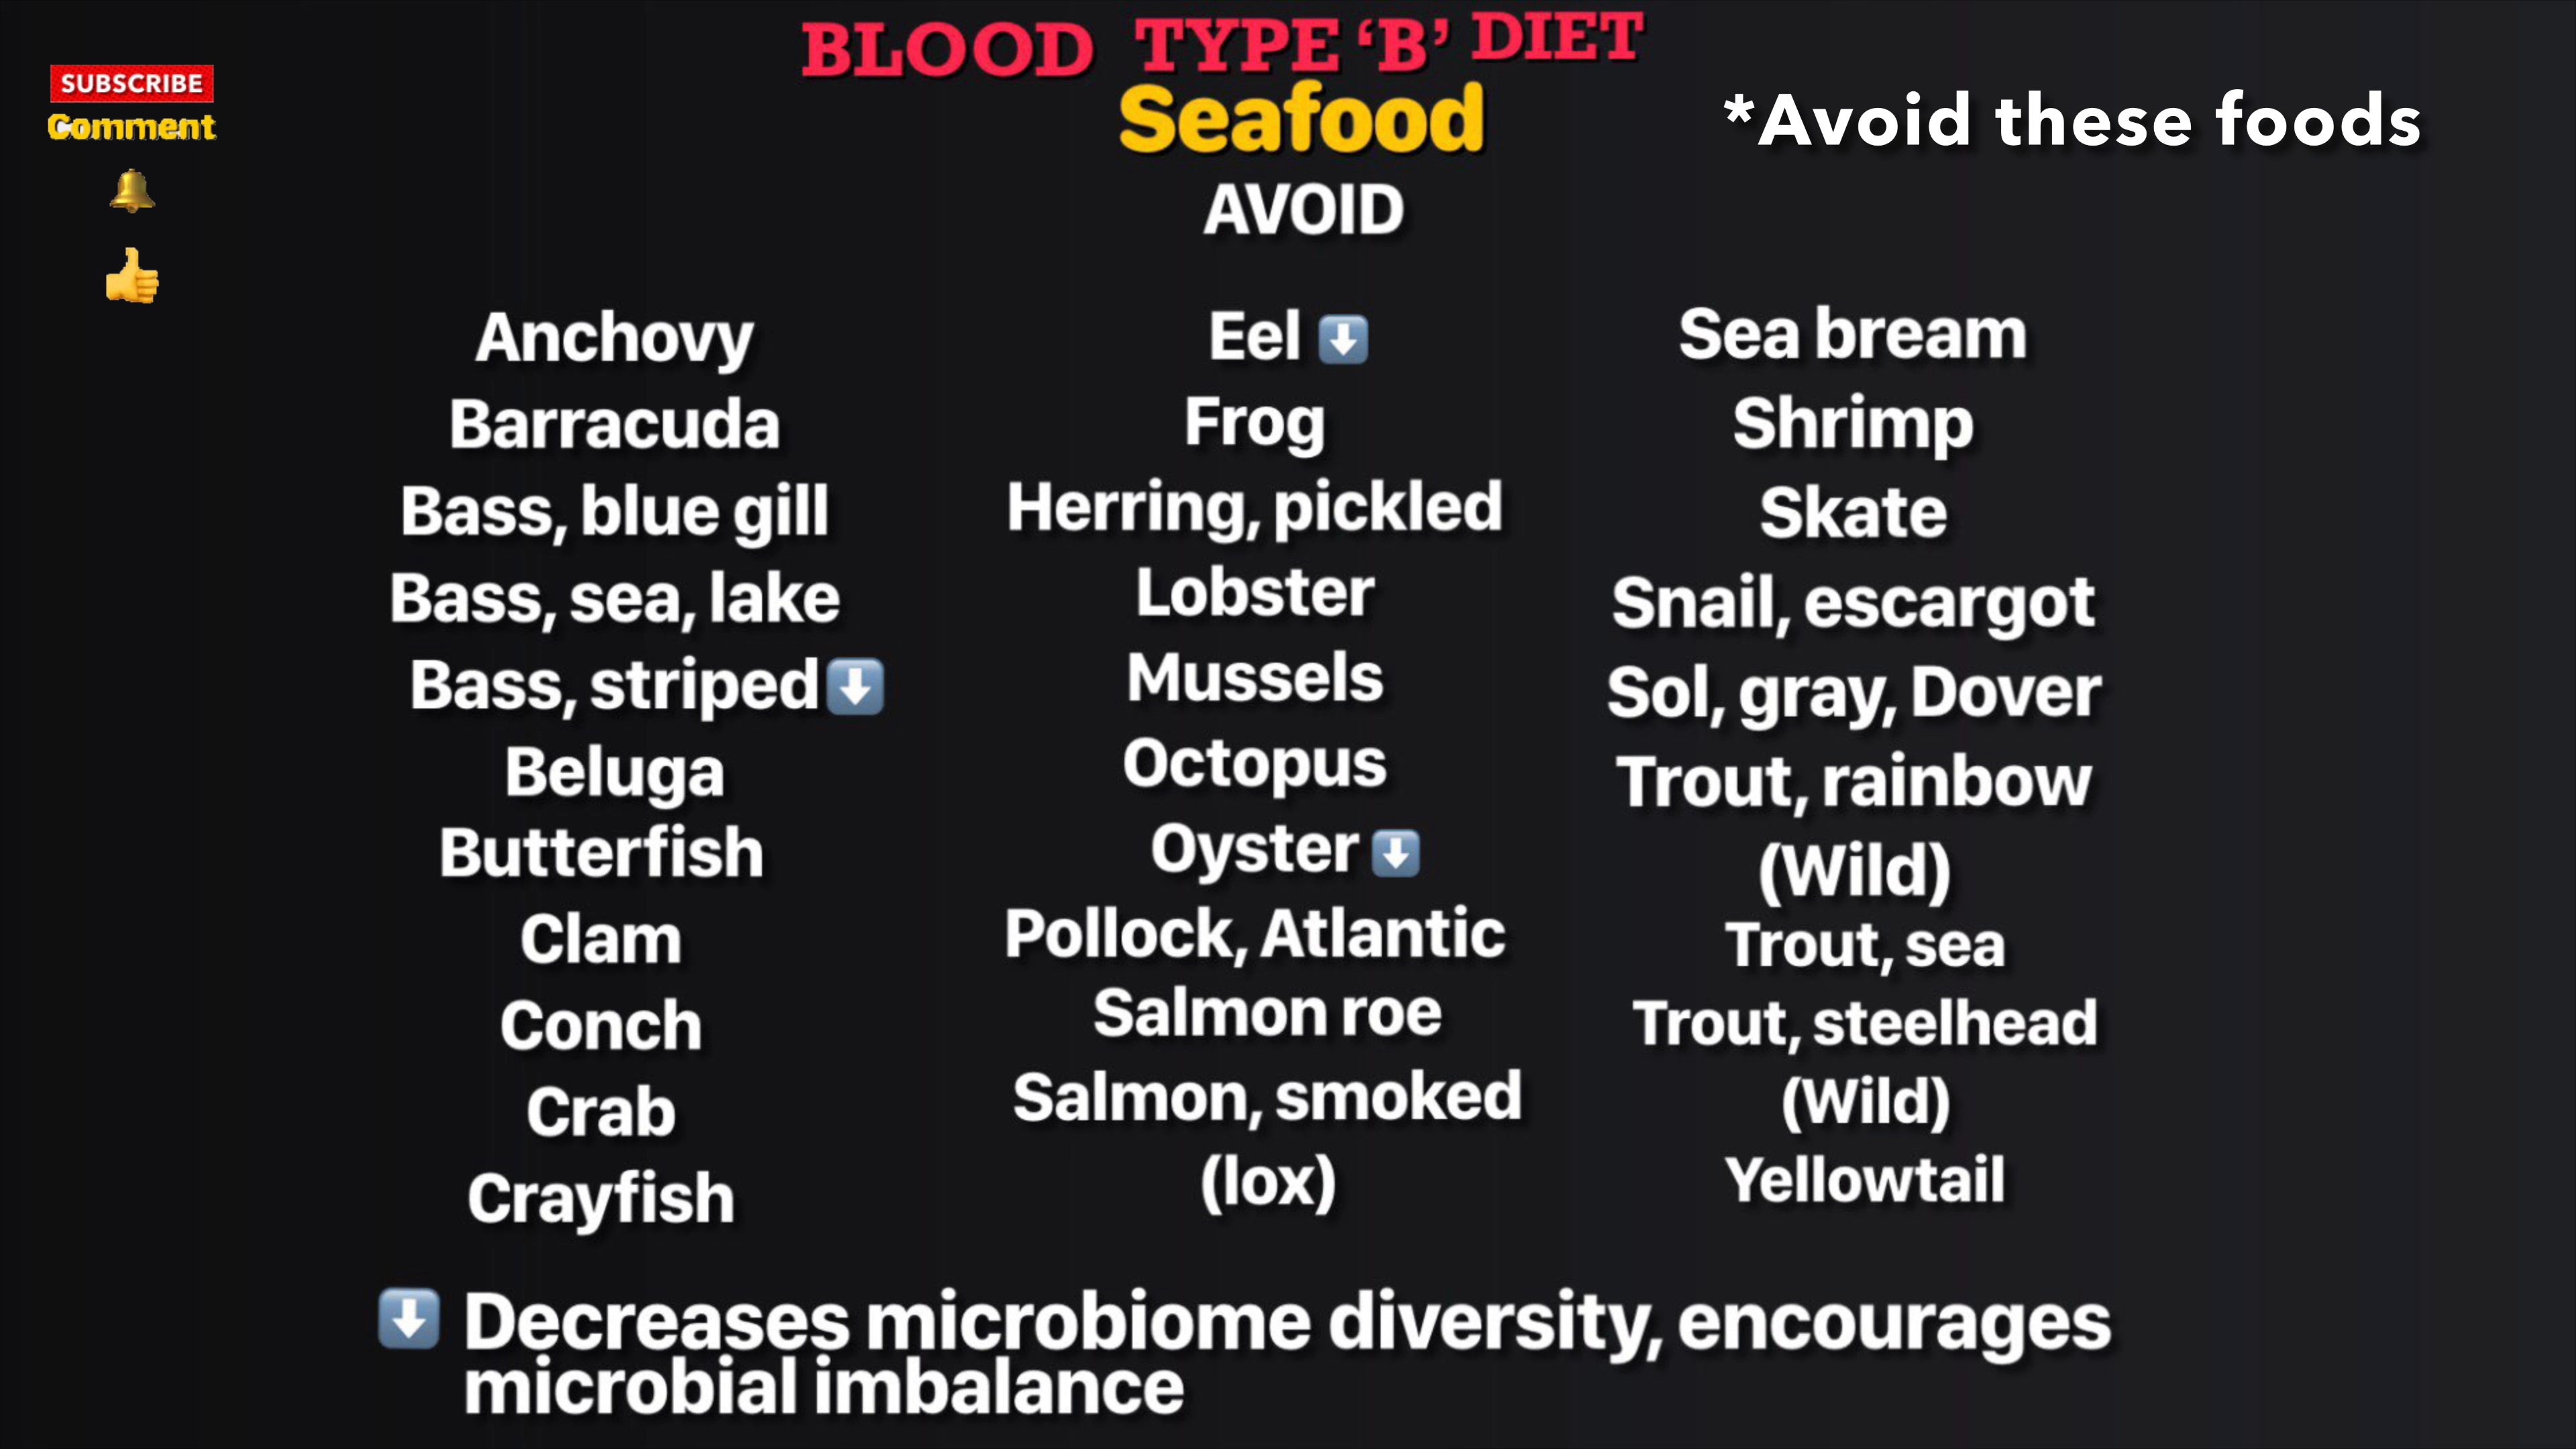 BLOOD TYPE ‘B’ DIET
SUBSCRIBE
Comment
Seafood
*Avoid these foods
AVOID
Anchovy
Barracuda
Bass, blue gill
Bass, sea, lake
Bass, striped ⬇️
Beluga
Butterfish
Clam
Conch
Crab
Crayfish
Eel ⬇️
Frog
Herring, pickled
Lobster
Mussels
Octopus
Oyster ⬇️
Pollock, Atlantic
Salmon roe
Salmon, smoked
(lox)
Sea bream
Shrimp
Skate
Snail, escargot
Sol, gray, Dover
Trout, rainbow
(Wild)
Trout, sea
Trout, steelhead
(Wild)
Yellowtail
⬇️ Decreases microbiome diversity, encourages
microbial imbalance